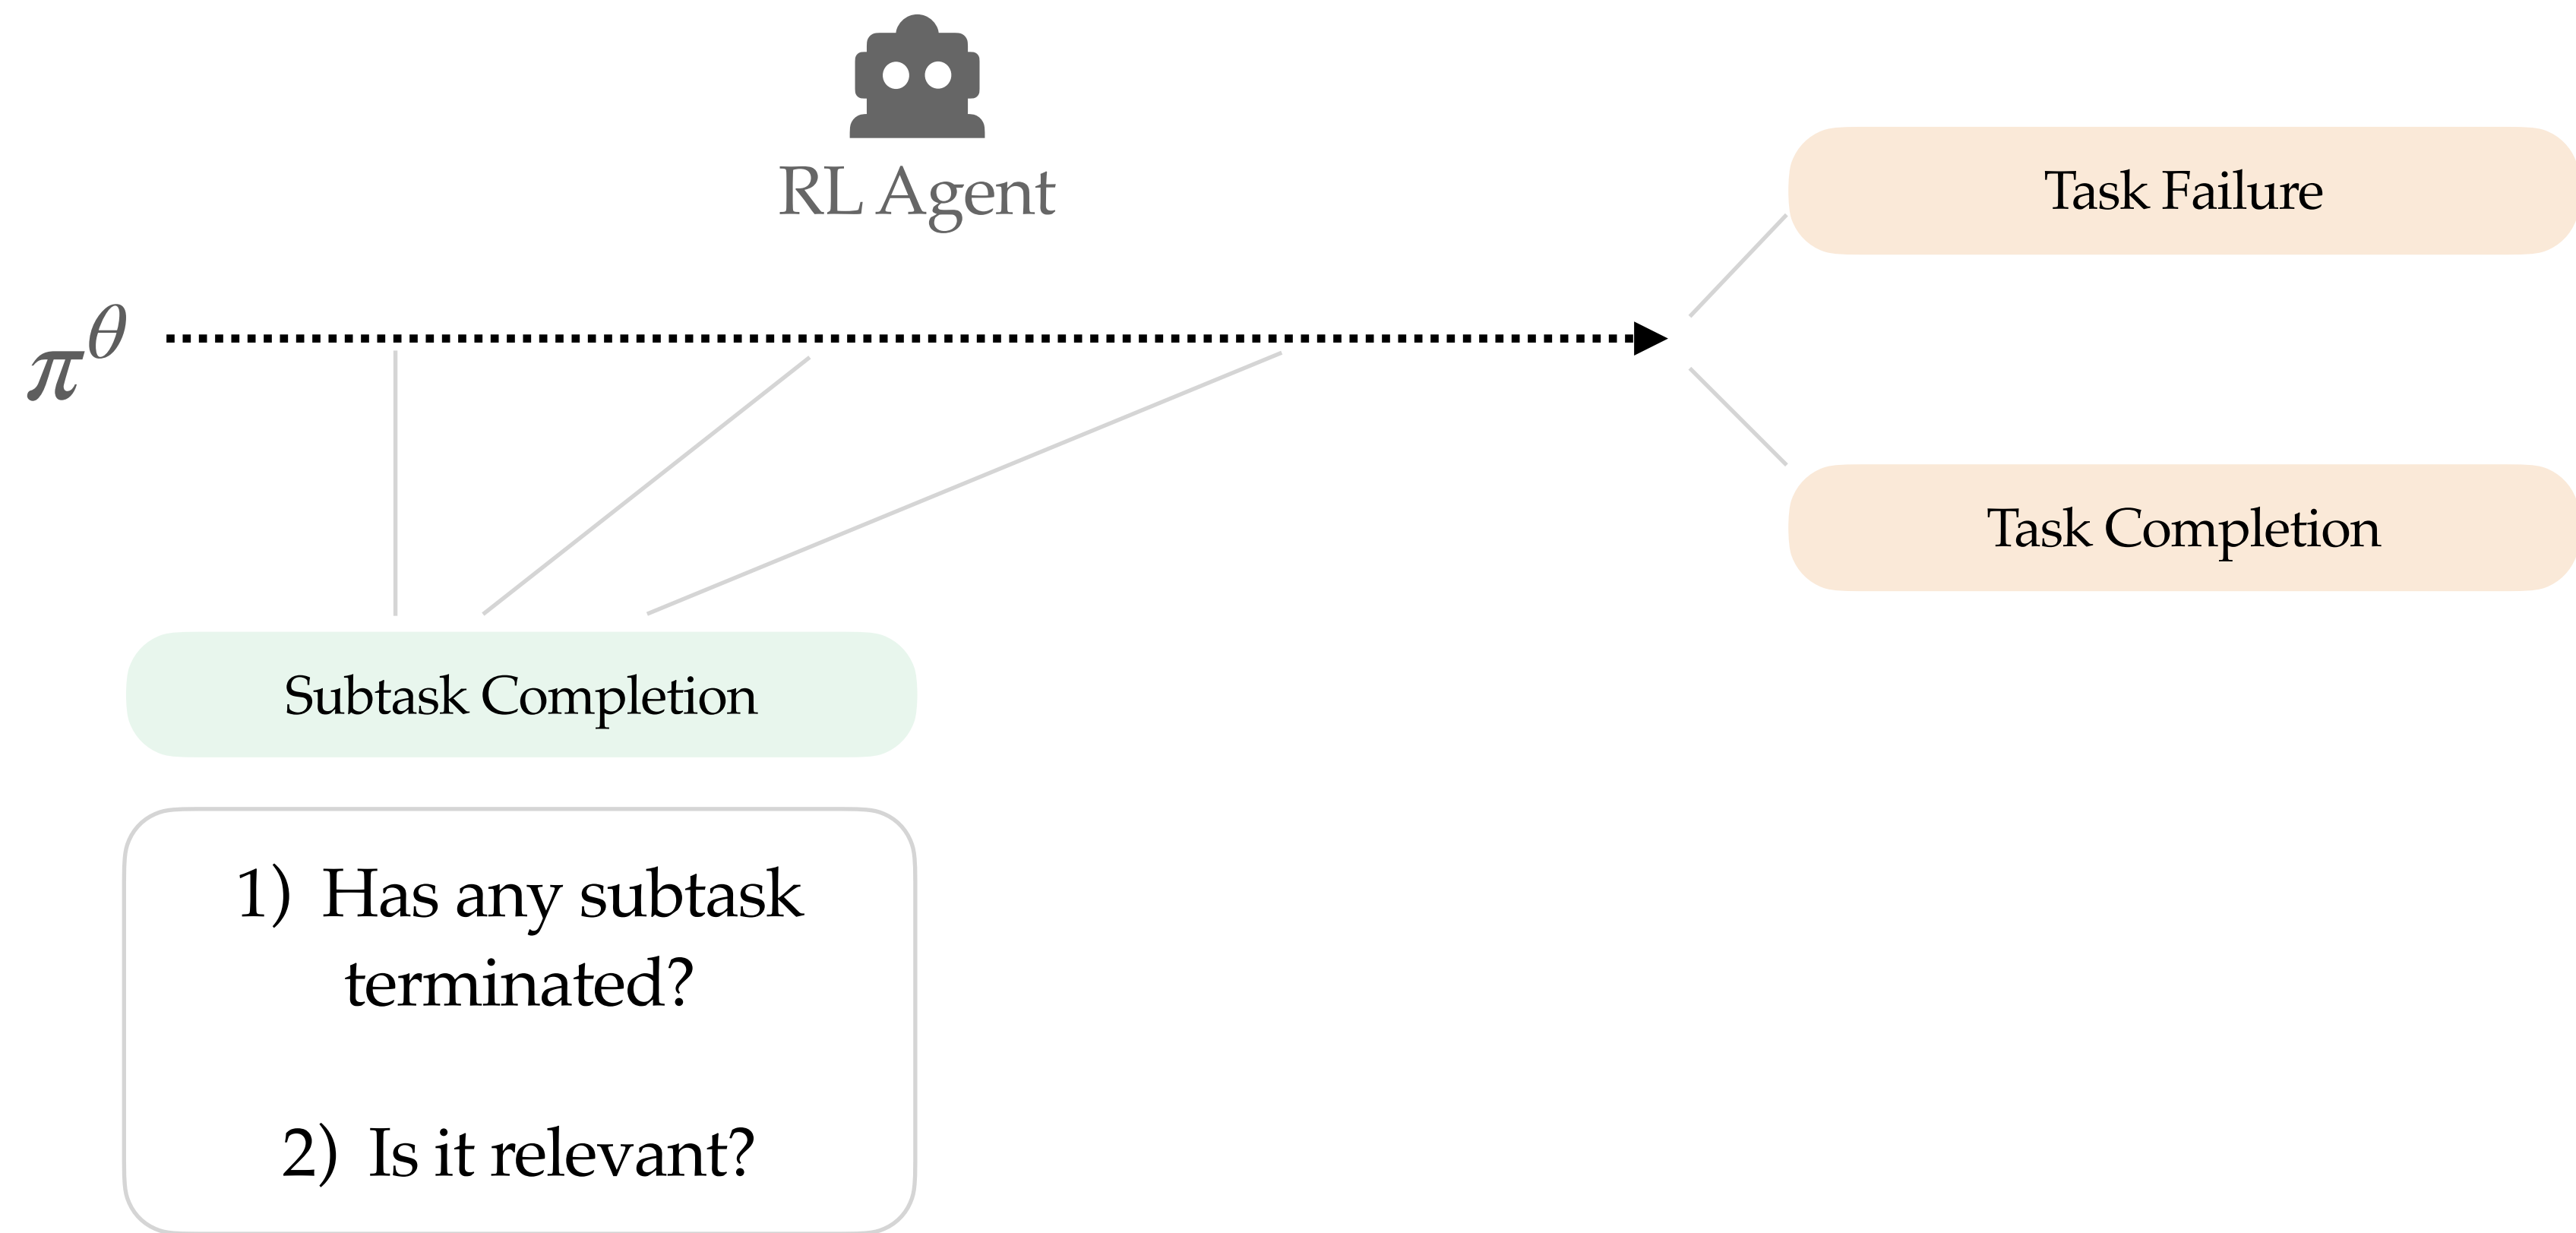 RL Agent
Task Failure
π^θ
Task Completion
Subtask Completion
1) Has any subtask
terminated?
2) Is it relevant?